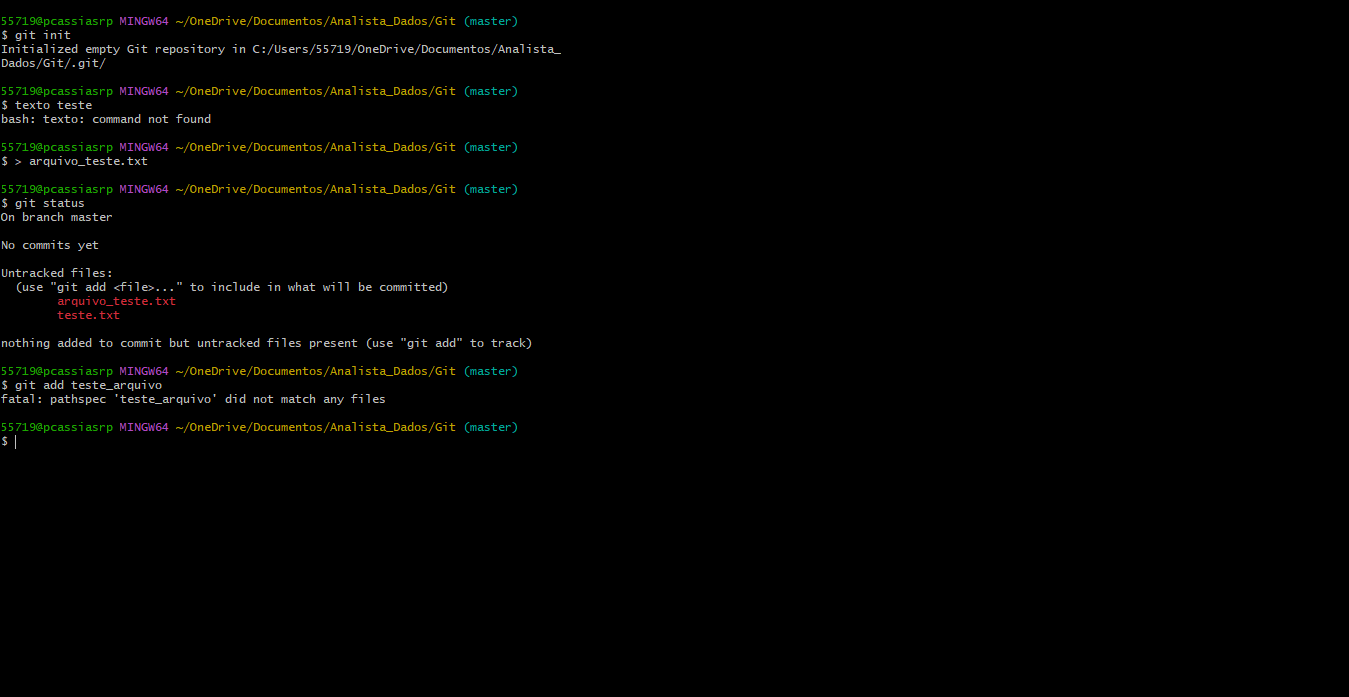 55719@pcassiasrp MINGW64 ~/OneDrive/Documentos/Analista_Dados/Git (master)
$ git init
Initialized empty Git repository in C:/Users/55719/OneDrive/Documentos/Analista_
Dados/Git/.git/
55719@pcassiasrp MINGW64 ~/OneDrive/Documentos/Analista_Dados/Git (master)
$ texto teste
bash: texto: command not found
55719@pcassiasrp MINGW64 ~/OneDrive/Documentos/Analista_Dados/Git (master)
$ > arquivo_teste.txt
55719@pcassiasrp MINGW64 ~/OneDrive/Documentos/Analista_Dados/Git (master)
$ git status
On branch master
No commits yet
Untracked files:
  (use "git add <file>..." to include in what will be committed)
        arquivo_teste.txt
        teste.txt
nothing added to commit but untracked files present (use "git add" to track)
55719@pcassiasrp MINGW64 ~/OneDrive/Documentos/Analista_Dados/Git (master)
$ git add teste_arquivo
fatal: pathspec 'teste_arquivo' did not match any files
55719@pcassiasrp MINGW64 ~/OneDrive/Documentos/Analista_Dados/Git (master)
$